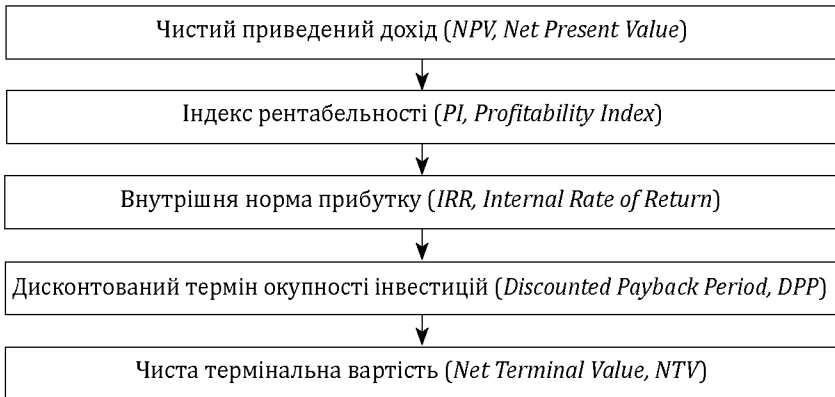 Чистий приведений дохід (NPV, Net Present Value)
Індекс рентабельності (PI, Profitability Index)
Внутрішня норма прибутку (IRR, Internal Rate of Return)
Дисконтований термін окупності інвестицій (Discounted Payback Period, DPP)
Чиста термінальна вартість (Net Terminal Value, NTV)